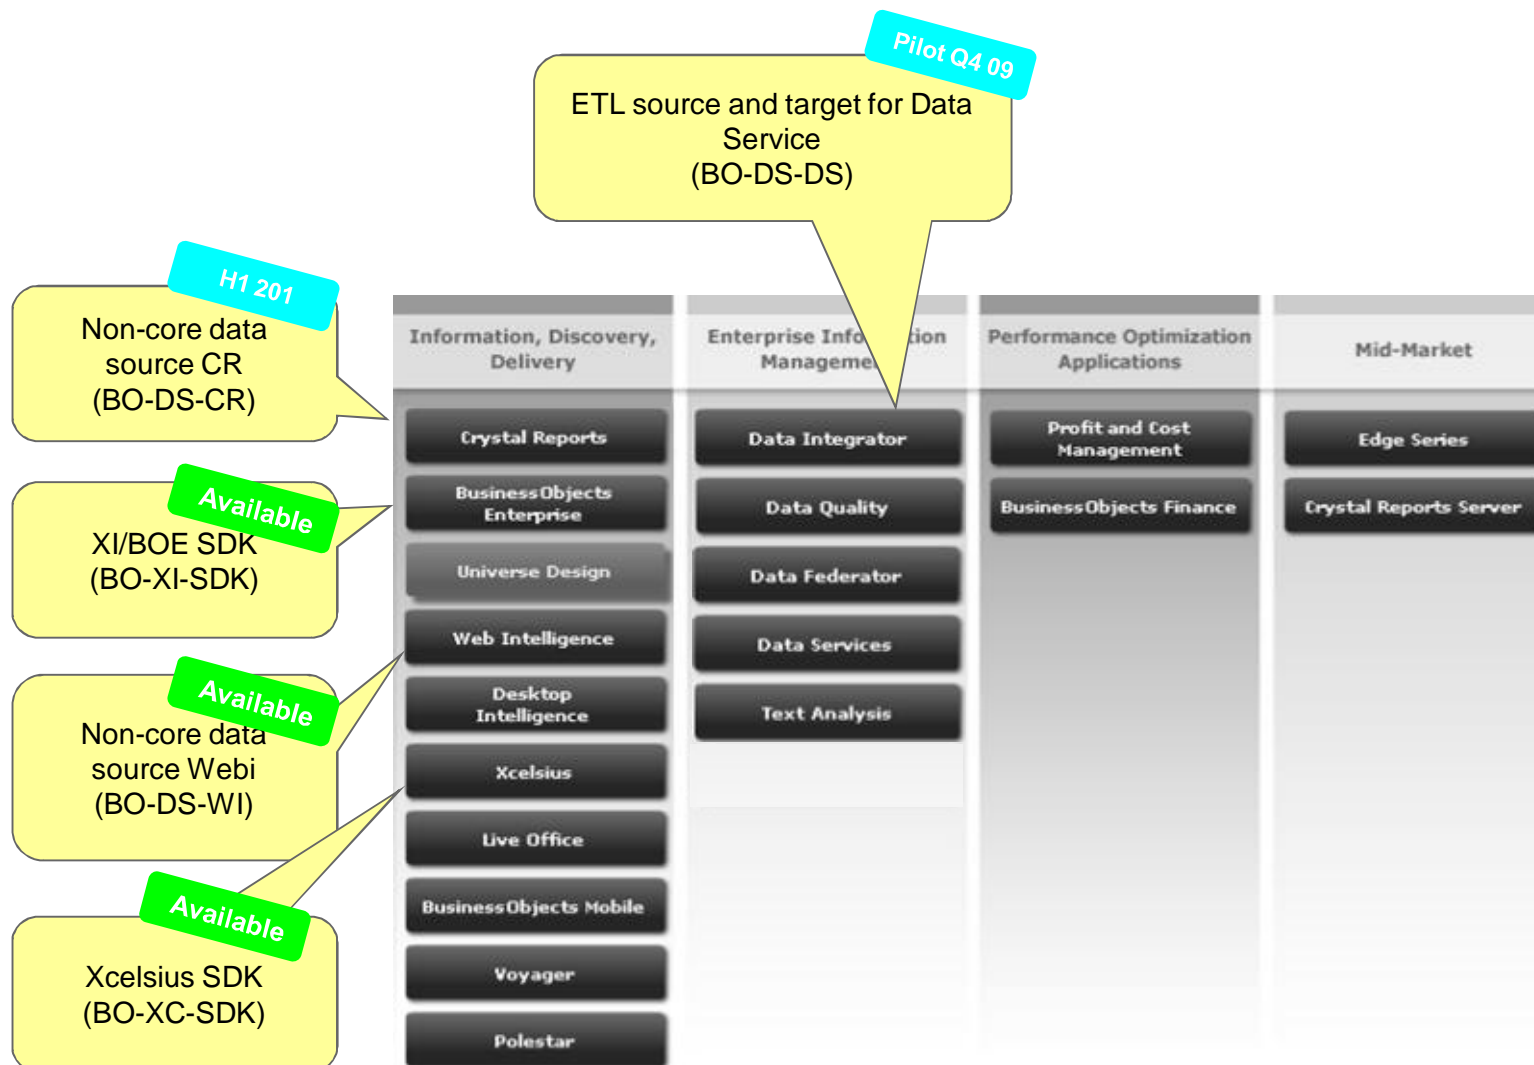 Pilot Q4 09
ETL source and target for Data
Service
(BO-DS-DS)
H1 201
Non-core data
source CR
(BO-DS-CR)
Available
XI/BOE SDK
(BO-XI-SDK)
Available
Non-core data
source Webi
(BO-DS-WI)
Available
Xcelsius SDK
(BO-XC-SDK)
Information, Discovery,
Delivery
Crystal Reports
BusinessObjects
Enterprise
Universe Design
Web Intelligence
Desktop
Intelligence
Xcelsius
Live Office
BusinessObjects Mobile
Voyager
Polestar
Enterprise
Data Integrator
Data Quality
Data Federator
Data Services
Text Analysis
Performance Optimization
Applications
Profit and Cost
Management
BusinessObjects Finance
Mid-Market
Edge Series
Crystal Reports Server